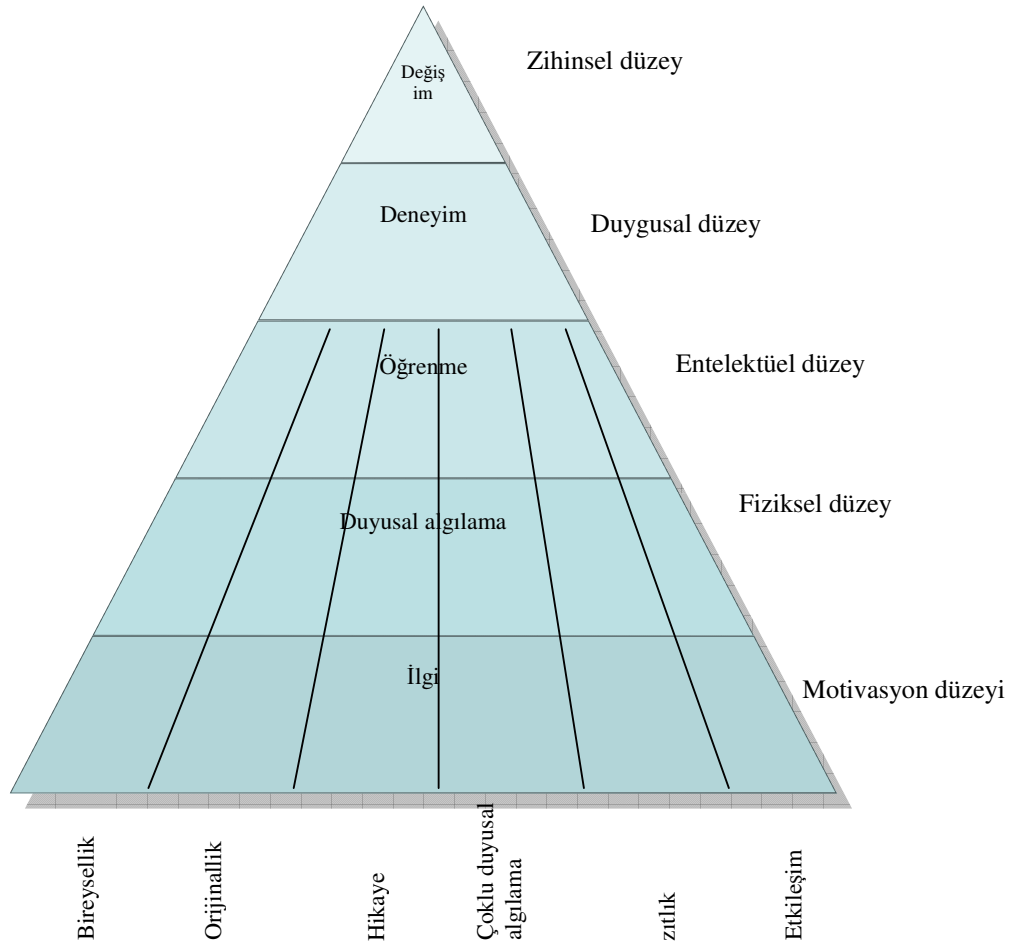 Değiş
im
Zihinsel düzey
Deneyim
Duygusal düzey
Öğrenme
Entelektüel düzey
Duyusal algılama
Fiziksel düzey
İlgi
Motivasyon düzeyi
Bireysellik
Orijinallik
Hikaye
Çoklu duyusal
algılama
zıtlık
Etkileşim